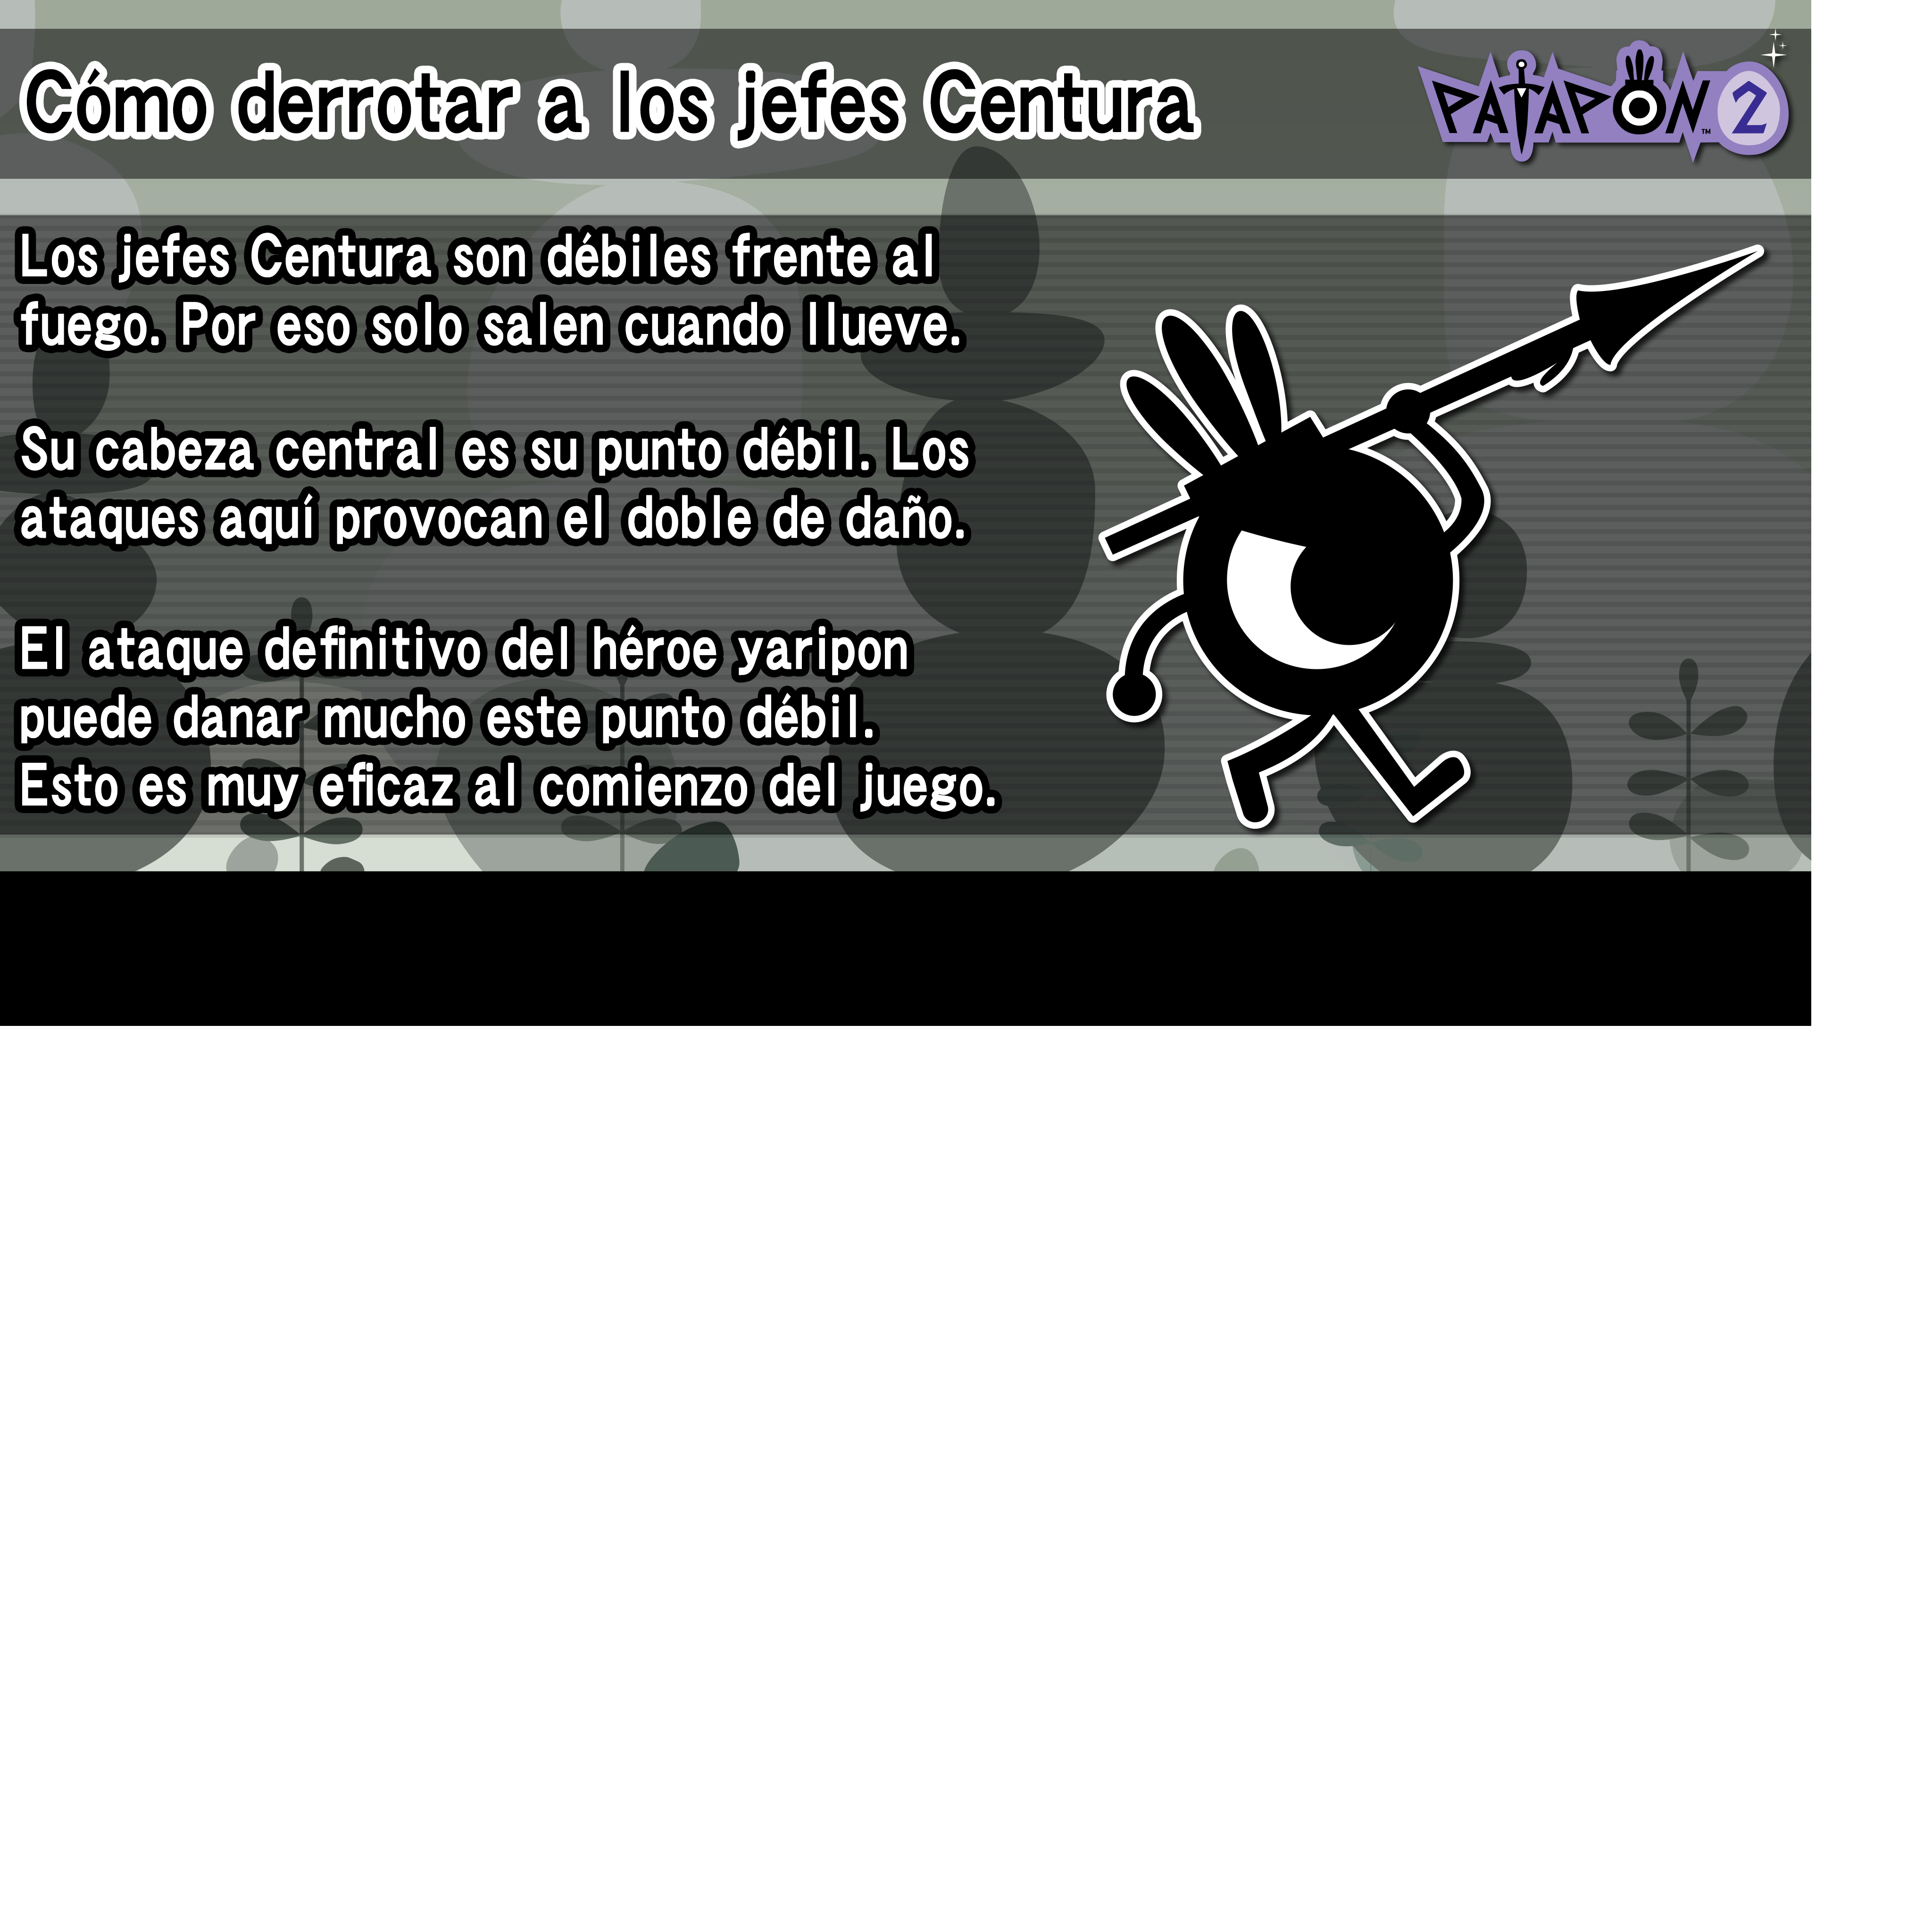 Cómo derrotar a los jefes Centura
PATAPON™ 2
Los jefes Centura son débiles frente al
fuego. Por eso solo salen cuando llueve.
Su cabeza central es su punto débil. Los
ataques aquí provocan el doble de daño.
El ataque definitivo del héroe yaripon
puede danar mucho este punto débil.
Esto es muy eficaz al comienzo del juego.